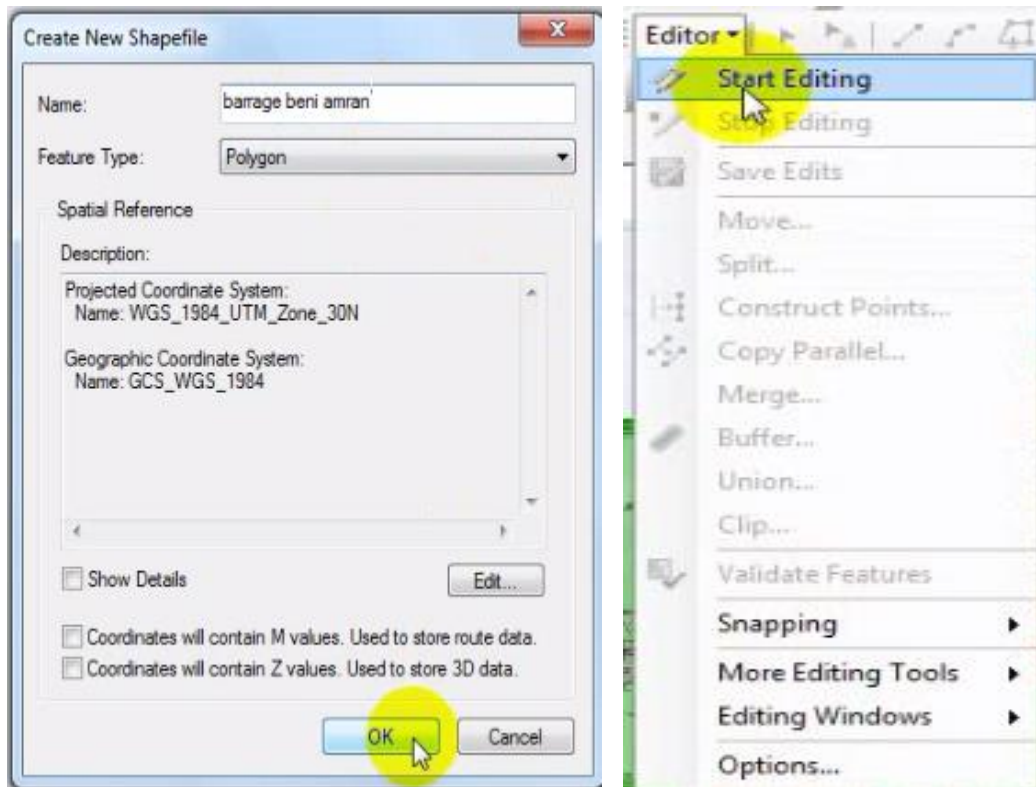 Create New Shapefile
Name: barrage beni amran
Feature Type: Polygon
Spatial Reference
Description:
Projected Coordinate System:
Name: WGS_1984_UTM_Zone_30N
Geographic Coordinate System:
Name: GCS_WGS_1984
Show Details
Edit...
Coordinates will contain M values. Used to store route data.
Coordinates will contain Z values. Used to store 3D data.
OK
Cancel
Editor
Start Editing
Stop Editing
Save Edits
Move...
Split...
Construct Points...
Copy Parallel...
Merge...
Buffer...
Union...
Clip...
Validate Features
Snapping
More Editing Tools
Editing Windows
Options...